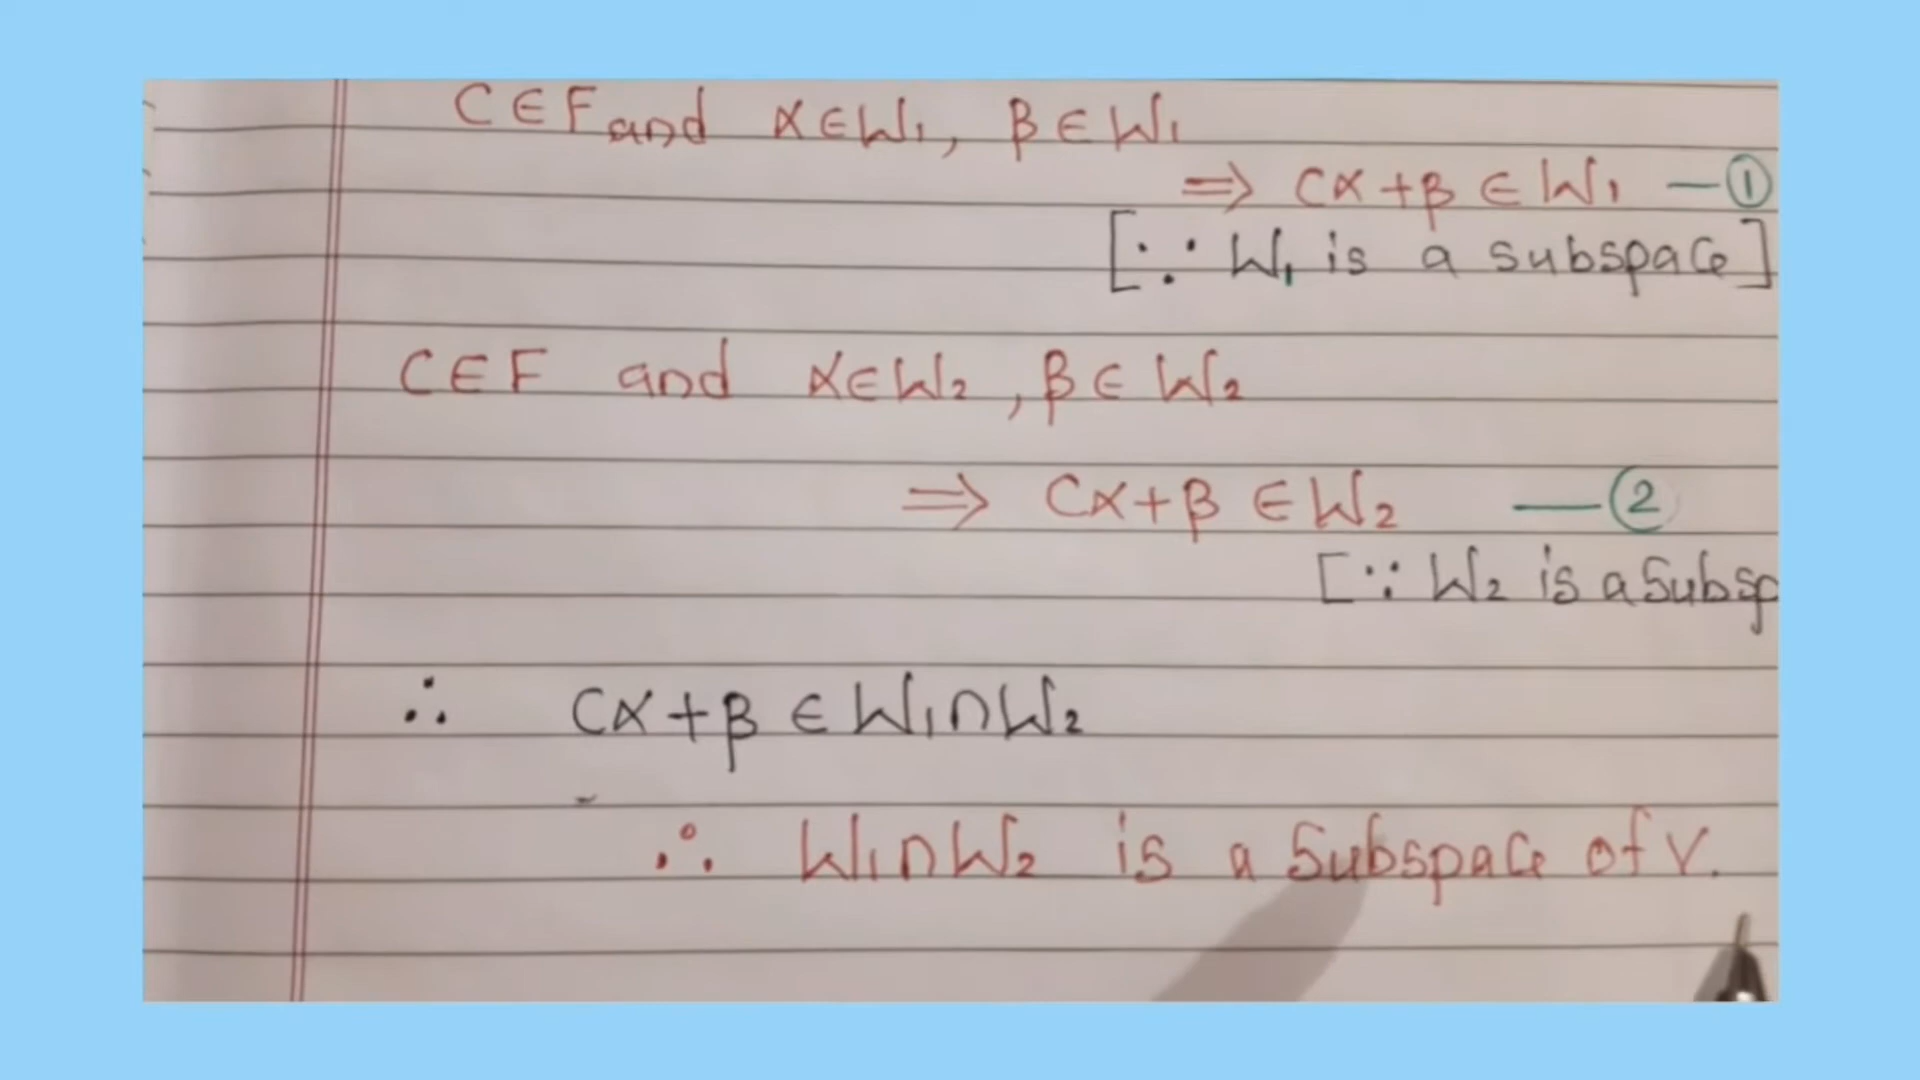 C∈F and α∈W₁, β∈W₁
⇒ Cα+β ∈ W₁ —①
[∵ W₁ is a subspace]
C∈F and α∈W₂, β∈W₂
⇒ Cα+β ∈W₂ —②
[∵ W₂ is a Subsp
∴ Cα+β ∈ W₁∩W₂
∴ W₁∩W₂ is a Subspace of V.